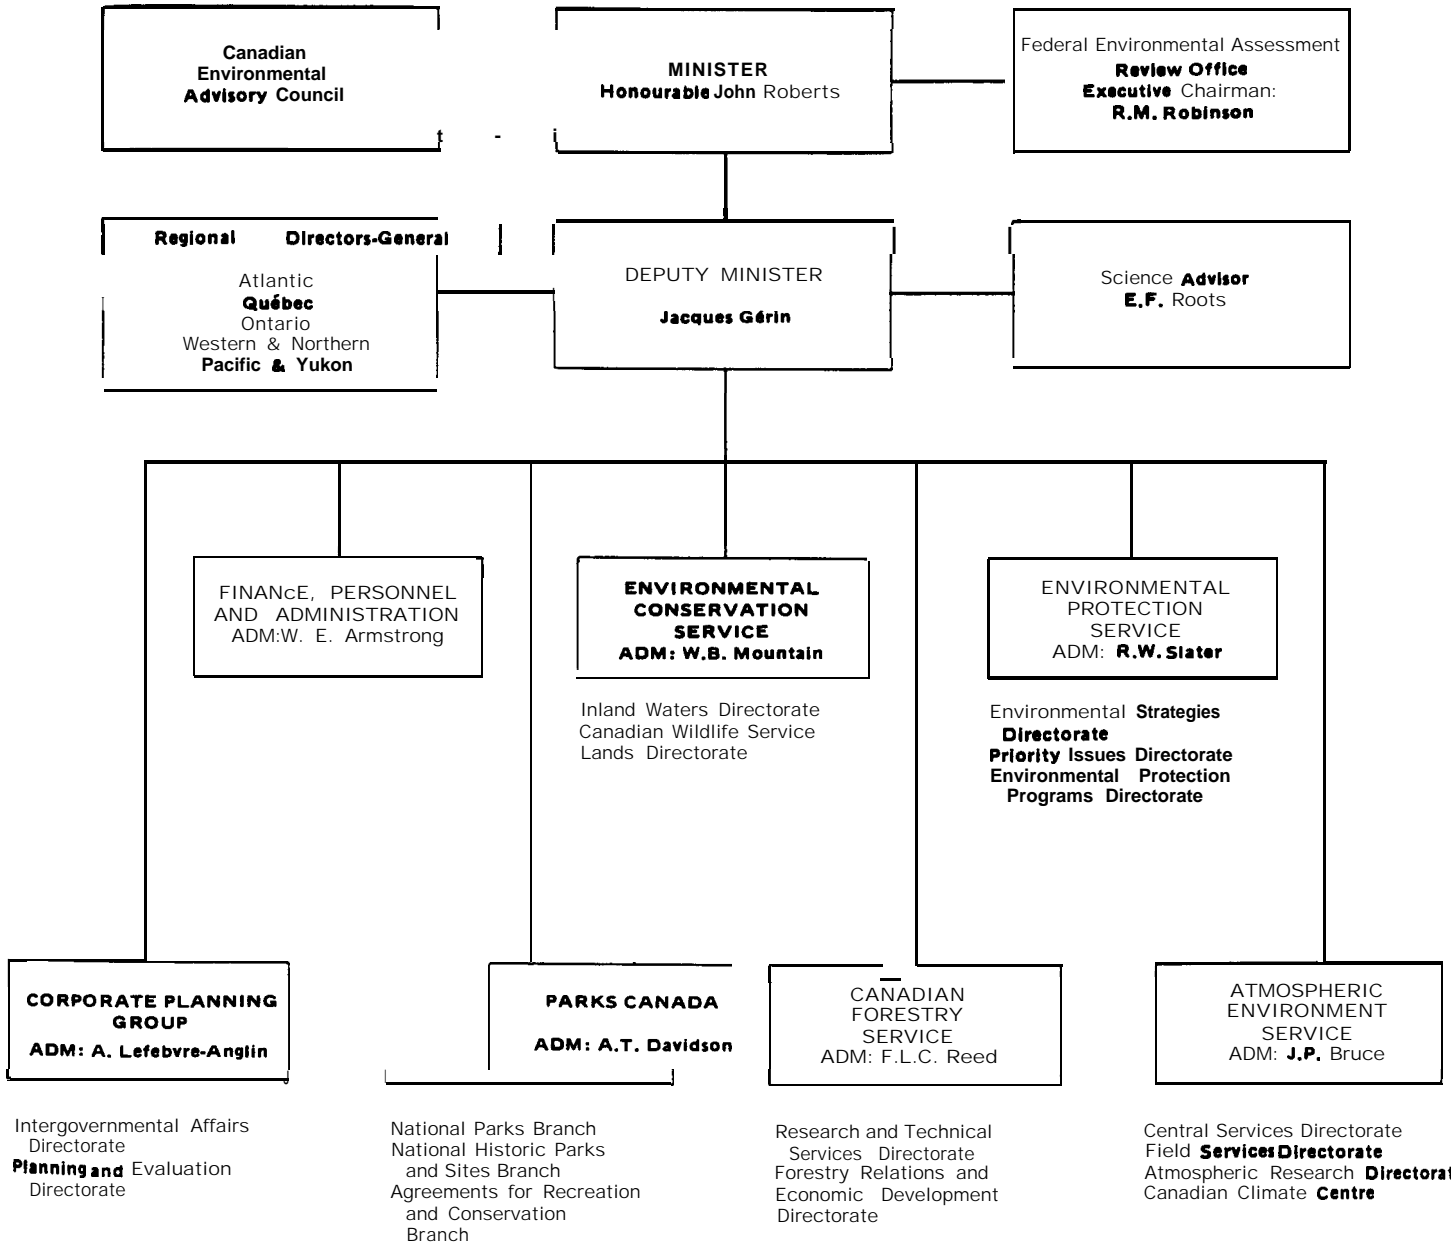 Canadian
Environmental
Advisory Council
MINISTER
Honourable John Roberts
Federal Environmental Assessment
Review Office
Executive Chairman:
R.M. Robinson
Regional Directors-General
Atlantic
Québec
Ontario
Western & Northern
Pacific & Yukon
DEPUTY MINISTER
Jacques Gérin
Science Advisor
E.F. Roots
FINANcE, PERSONNEL
AND ADMINISTRATION
ADM:W. E. Armstrong
ENVIRONMENTAL
CONSERVATION
SERVICE
ADM: W.B. Mountain
Inland Waters Directorate
Canadian Wildlife Service
Lands Directorate
ENVIRONMENTAL
PROTECTION
SERVICE
ADM: R.W. Slater
Environmental Strategies
Directorate
Priority Issues Directorate
Environmental Protection
Programs Directorate
CORPORATE PLANNING
GROUP
ADM: A. Lefebvre-Anglin
Intergovernmental Affairs
Directorate
Planning and Evaluation
Directorate
PARKS CANADA
ADM: A.T. Davidson
National Parks Branch
National Historic Parks
and Sites Branch
Agreements for Recreation
and Conservation
Branch
CANADIAN
FORESTRY
SERVICE
ADM: F.L.C. Reed
Research and Technical
Services Directorate
Forestry Relations and
Economic Development
Directorate
ATMOSPHERIC
ENVIRONMENT
SERVICE
ADM: J.P. Bruce
Central Services Directorate
Field Services Directorate
Atmospheric Research Directorat
Canadian Climate Centre